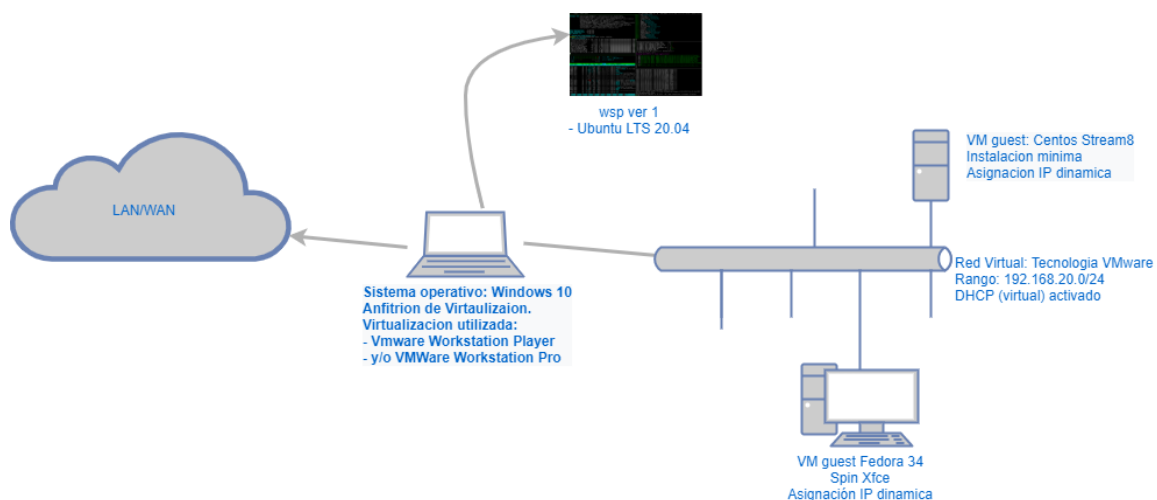 wsp ver 1
- Ubuntu LTS 20.04
VM guest: Centos Stream8
Instalacion minima
Asignacion IP dinamica
LAN/WAN
Red Virtual: Tecnologia VMware
Rango: 192.168.20.0/24
DHCP (virtual) activado
Sistema operativo: Windows 10
Anfitrion de Virtaulizaion.
Virtualizacion utilizada:
- Vmware Workstation Player
- y/o VMWare Workstation Pro
VM guest Fedora 34
Spin Xfce
Asignación IP dinamica